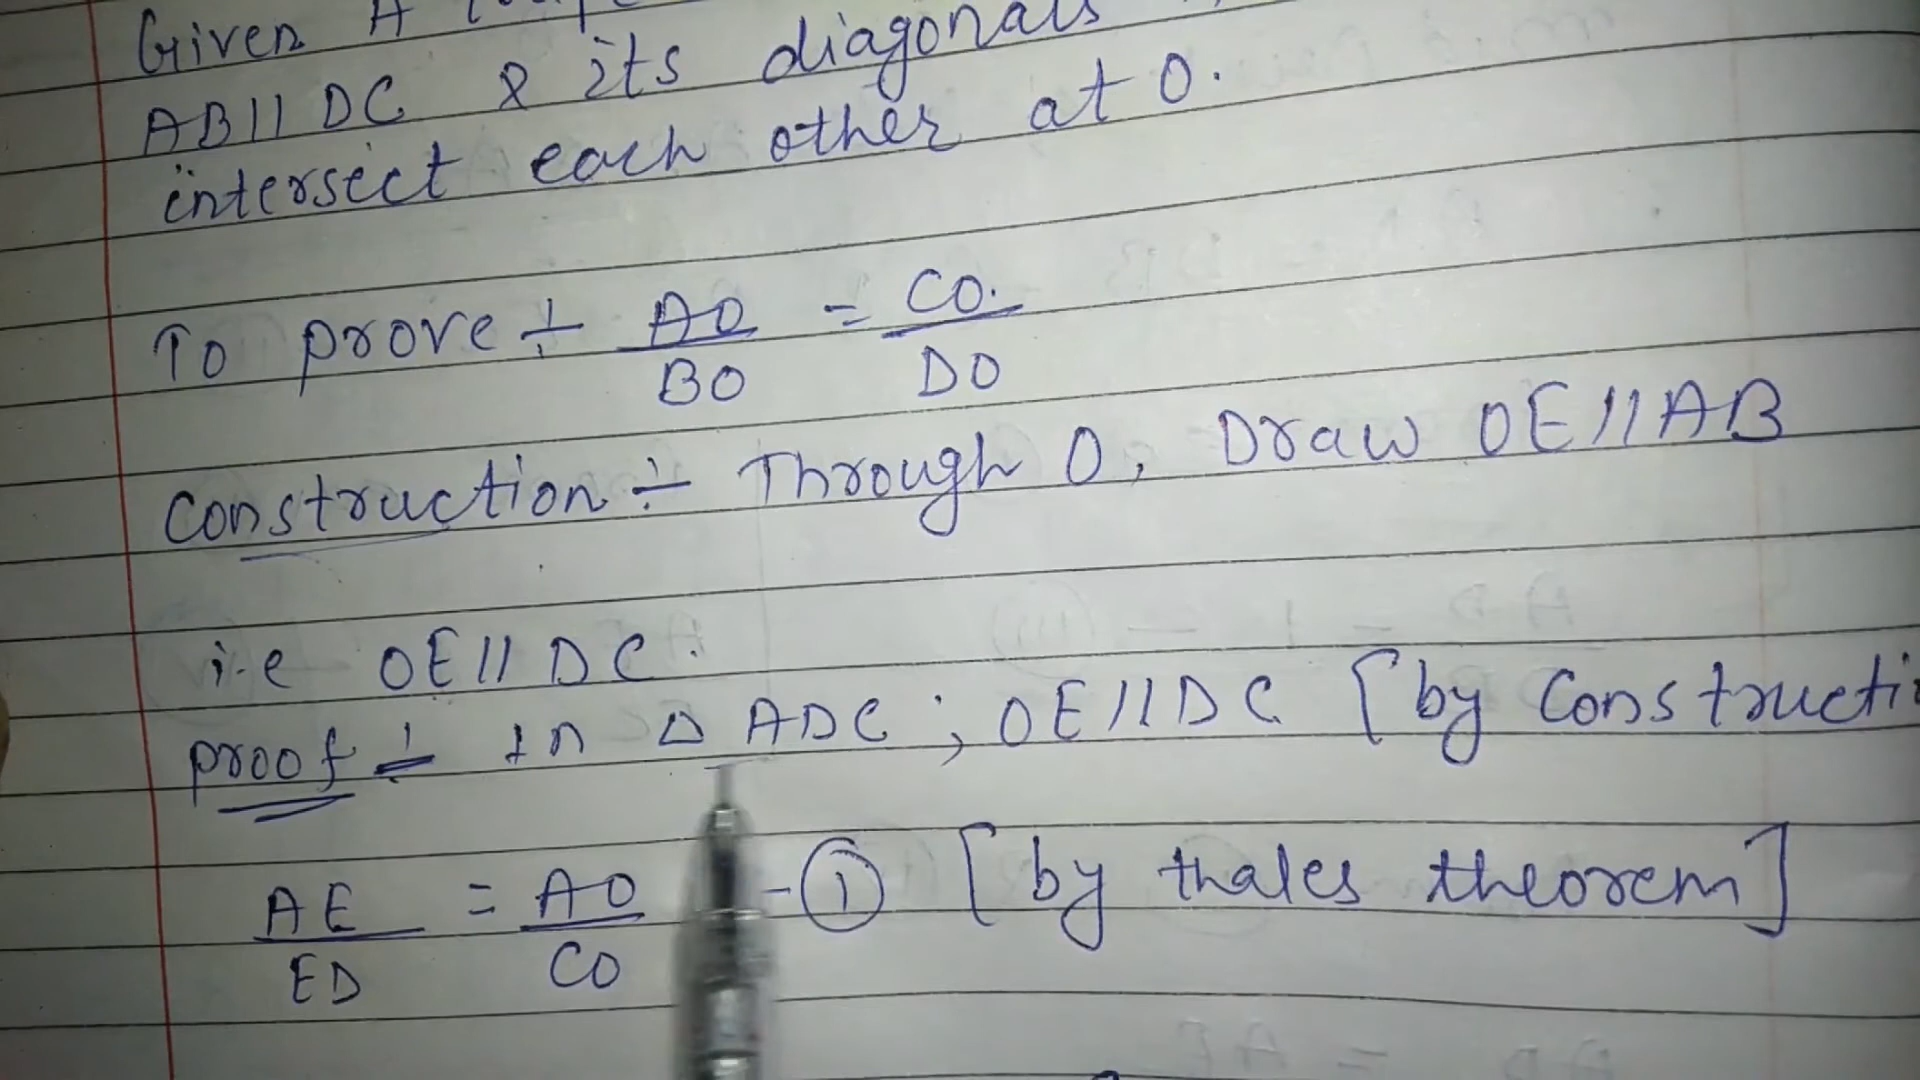 Given A
AB || DC & its diagonals
intersect each other at O.
To prove ÷ AO/BO = CO./DO
Construction ÷ Through O, Draw OE || AB
i.e OE || DC.
proof ÷ In △ ADC ; OE || DC [by Constructi
AE/ED = AO/CO - ① [by thales theorem]